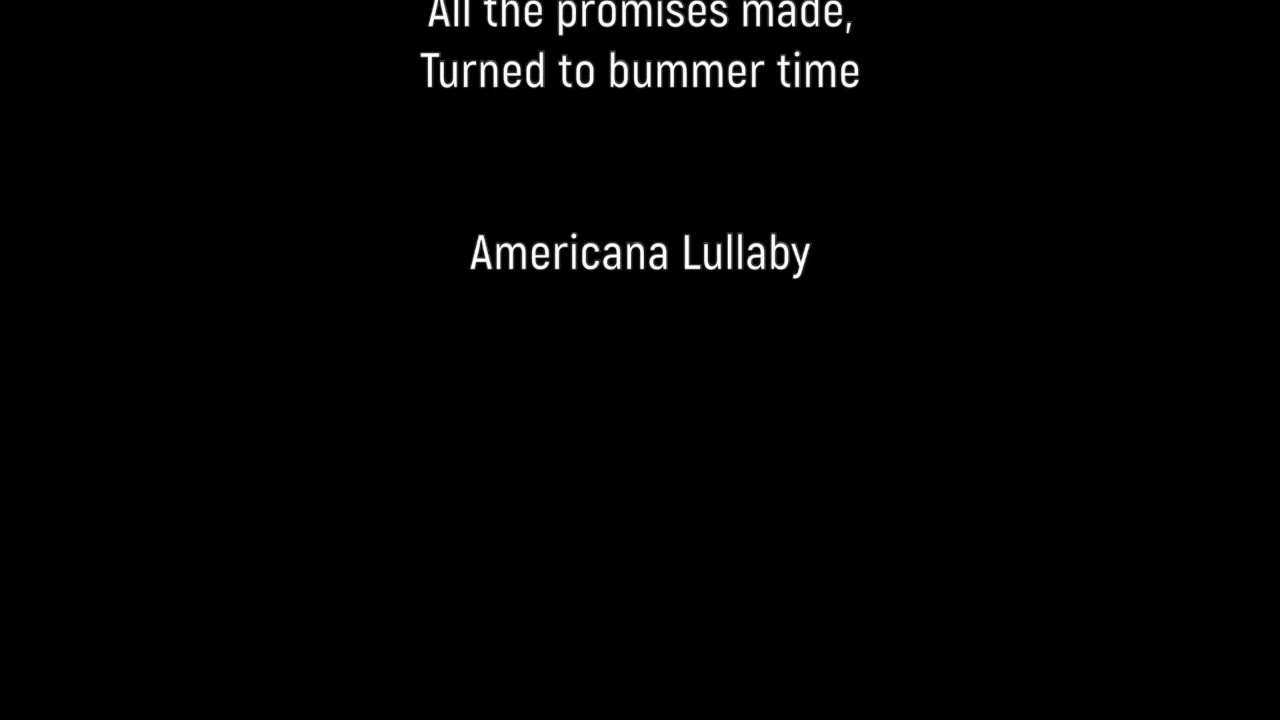 All the promises made,
Turned to bummer time
Americana Lullaby